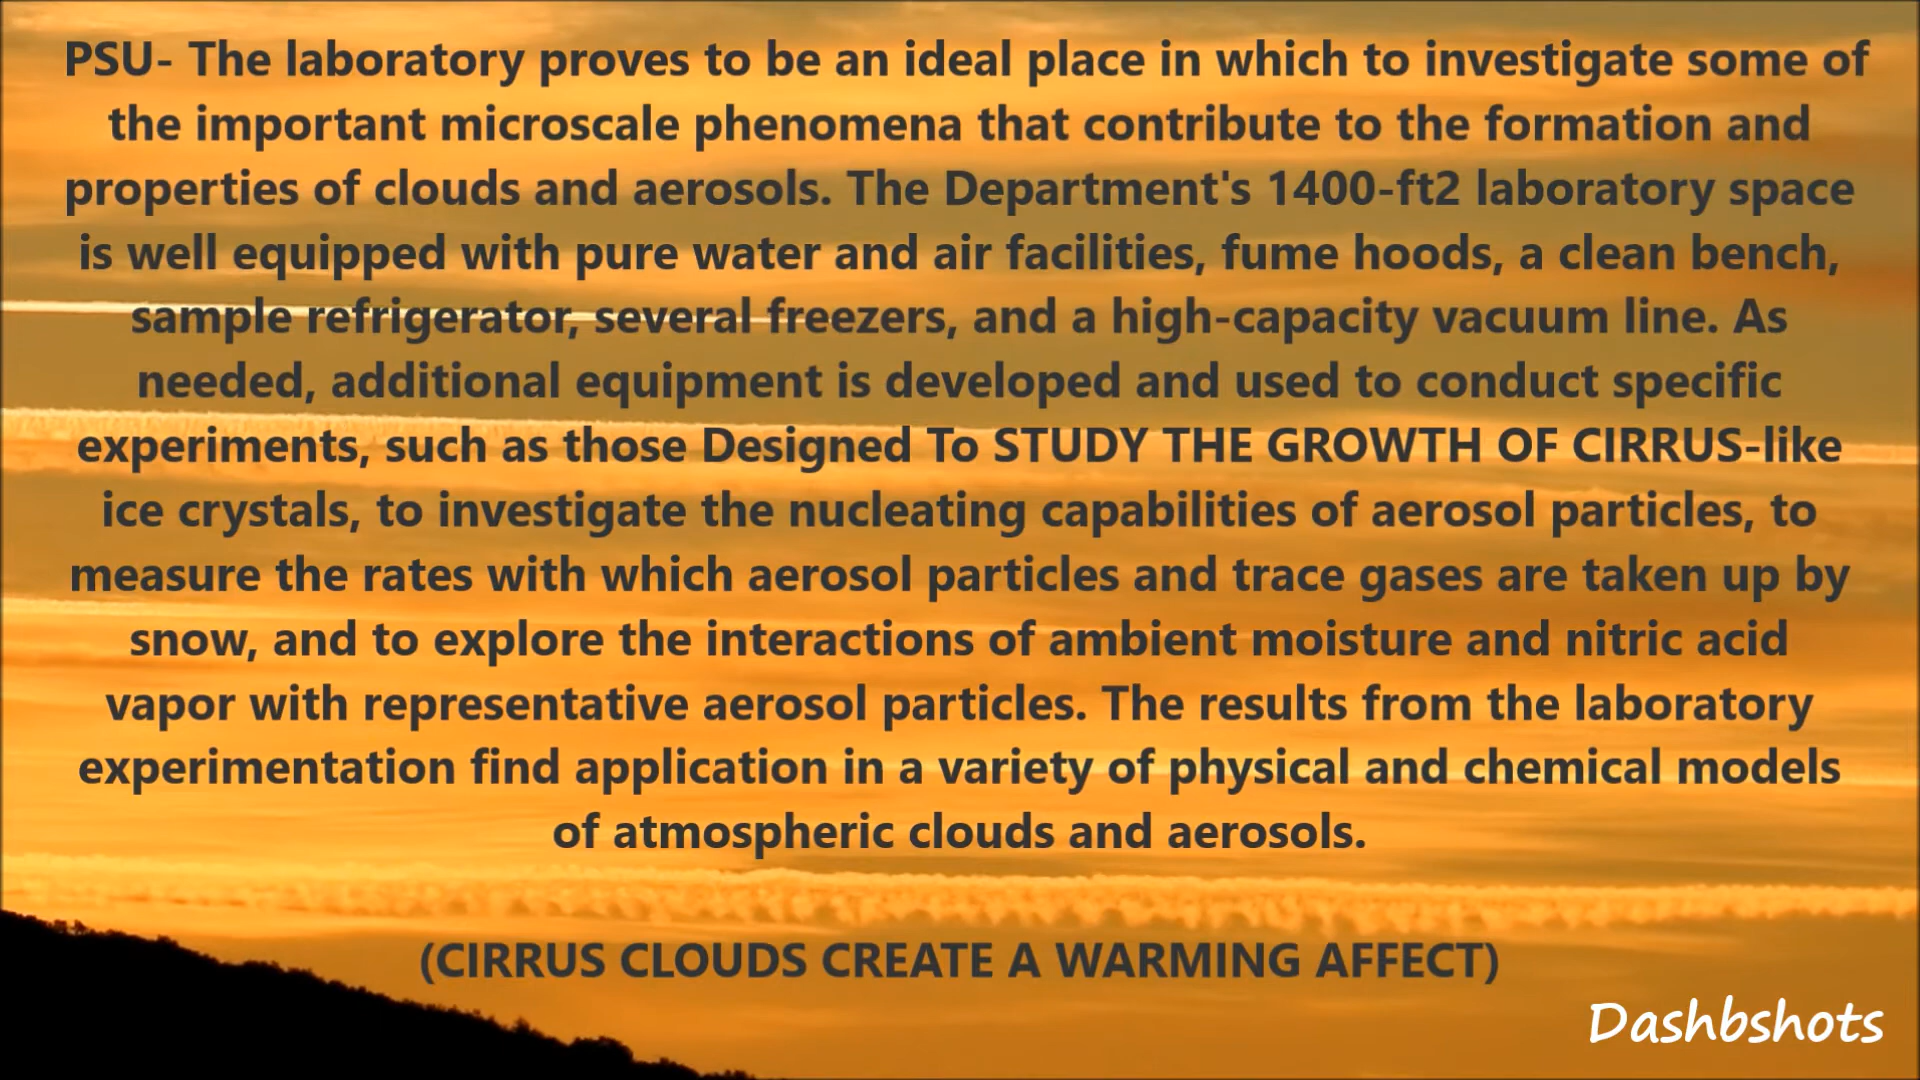 PSU- The laboratory proves to be an ideal place in which to investigate some of
the important microscale phenomena that contribute to the formation and
properties of clouds and aerosols. The Department's 1400-ft2 laboratory space
is well equipped with pure water and air facilities, fume hoods, a clean bench,
sample refrigerator, several freezers, and a high-capacity vacuum line. As
needed, additional equipment is developed and used to conduct specific
experiments, such as those Designed To STUDY THE GROWTH OF CIRRUS-like
ice crystals, to investigate the nucleating capabilities of aerosol particles, to
measure the rates with which aerosol particles and trace gases are taken up by
snow, and to explore the interactions of ambient moisture and nitric acid
vapor with representative aerosol particles. The results from the laboratory
experimentation find application in a variety of physical and chemical models
of atmospheric clouds and aerosols.
(CIRRUS CLOUDS CREATE A WARMING AFFECT)
Dashbshots